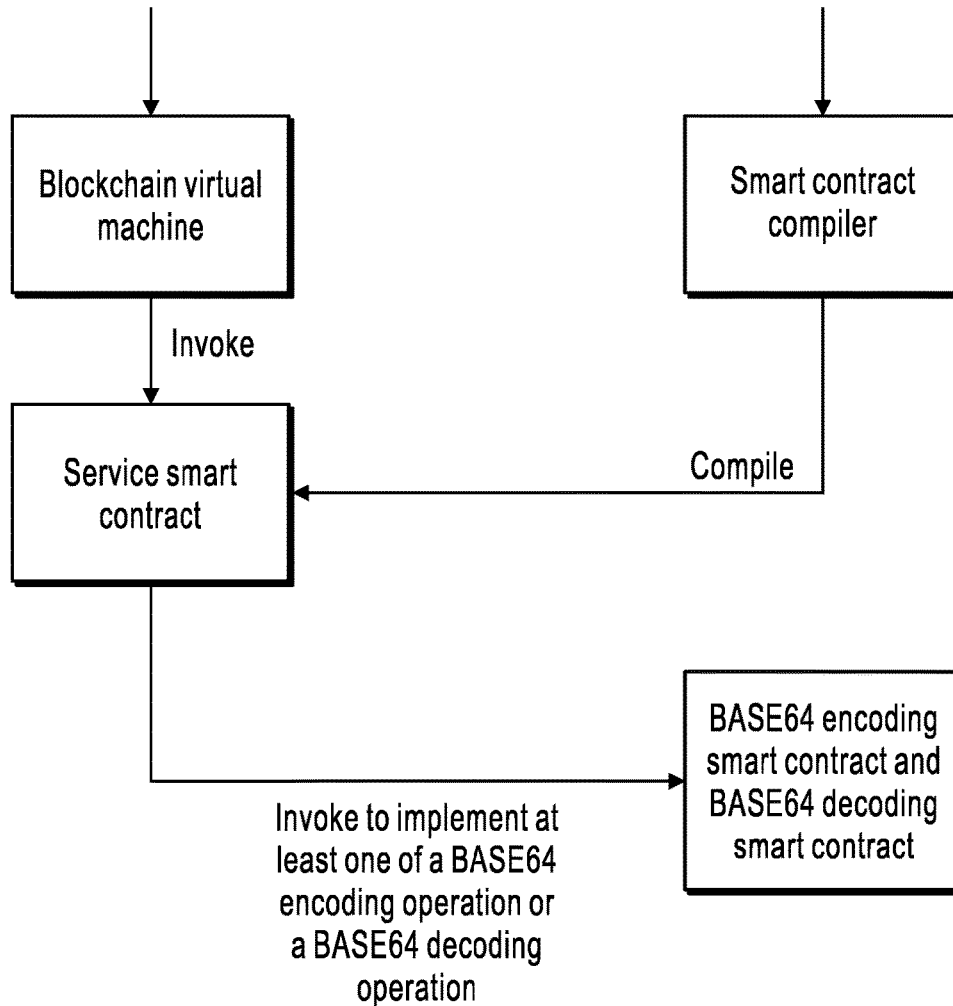 Blockchain virtual
machine
Smart contract
compiler
Invoke
Service smart
contract
Compile
BASE64 encoding
smart contract and
BASE64 decoding
smart contract
Invoke to implement at
least one of a BASE64
encoding operation or
a BASE64 decoding
operation